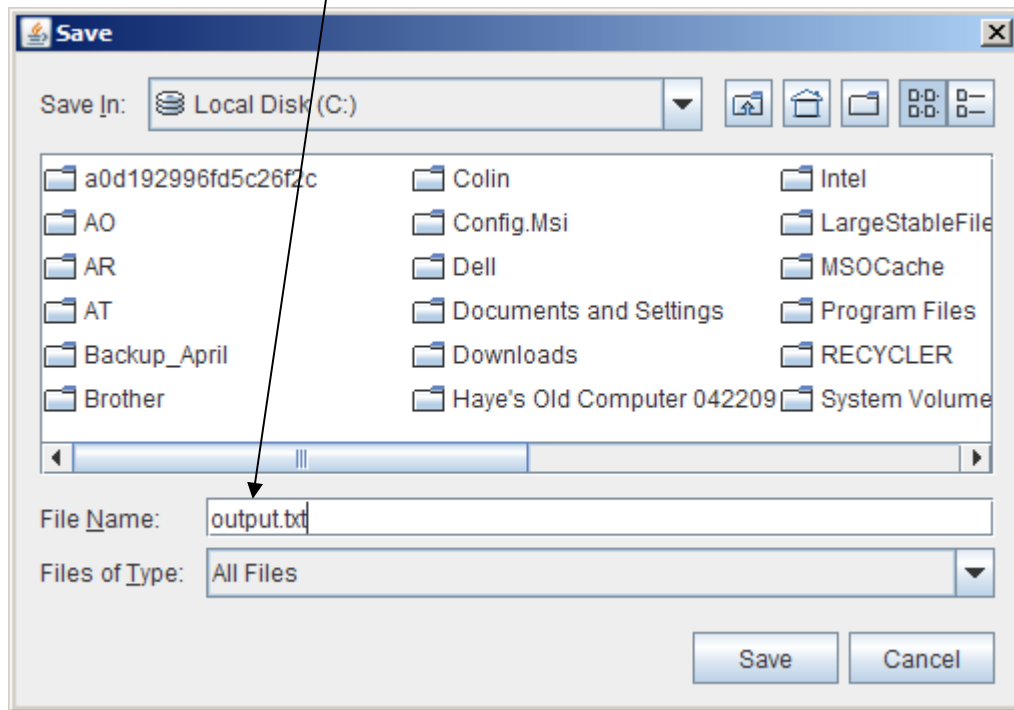 Save
Save In: Local Disk (C:)
a0d192996fd5c26f2c Colin Intel
AO Config.Msi LargeStableFile
AR Dell MSOCache
AT Documents and Settings Program Files
Backup_April Downloads RECYCLER
Brother Haye's Old Computer 042209 System Volume
File Name: output.txt
Files of Type: All Files
Save Cancel